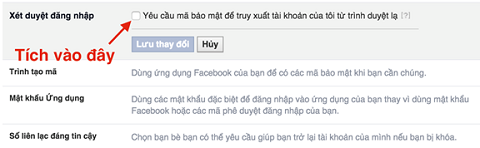 Xét duyệt đăng nhập
Yêu cầu mã bảo mật để truy xuất tài khoản của tôi từ trình duyệt lạ [?]
Lưu thay đổi Hủy
Tích vào đây
Trình tạo mã
Dùng ứng dụng Facebook của bạn để có các mã bảo mật khi bạn cần chúng.
Mật khẩu Ứng dụng
Dùng các mật khẩu đặc biệt để đăng nhập vào ứng dụng của bạn thay vì dùng mật khẩu
Facebook hoặc các mã phê duyệt đăng nhập của bạn.
Số liên lạc đáng tin cậy
Chọn bạn bè bạn có thể yêu cầu giúp bạn trở lại tài khoản của mình nếu bạn bị khóa.